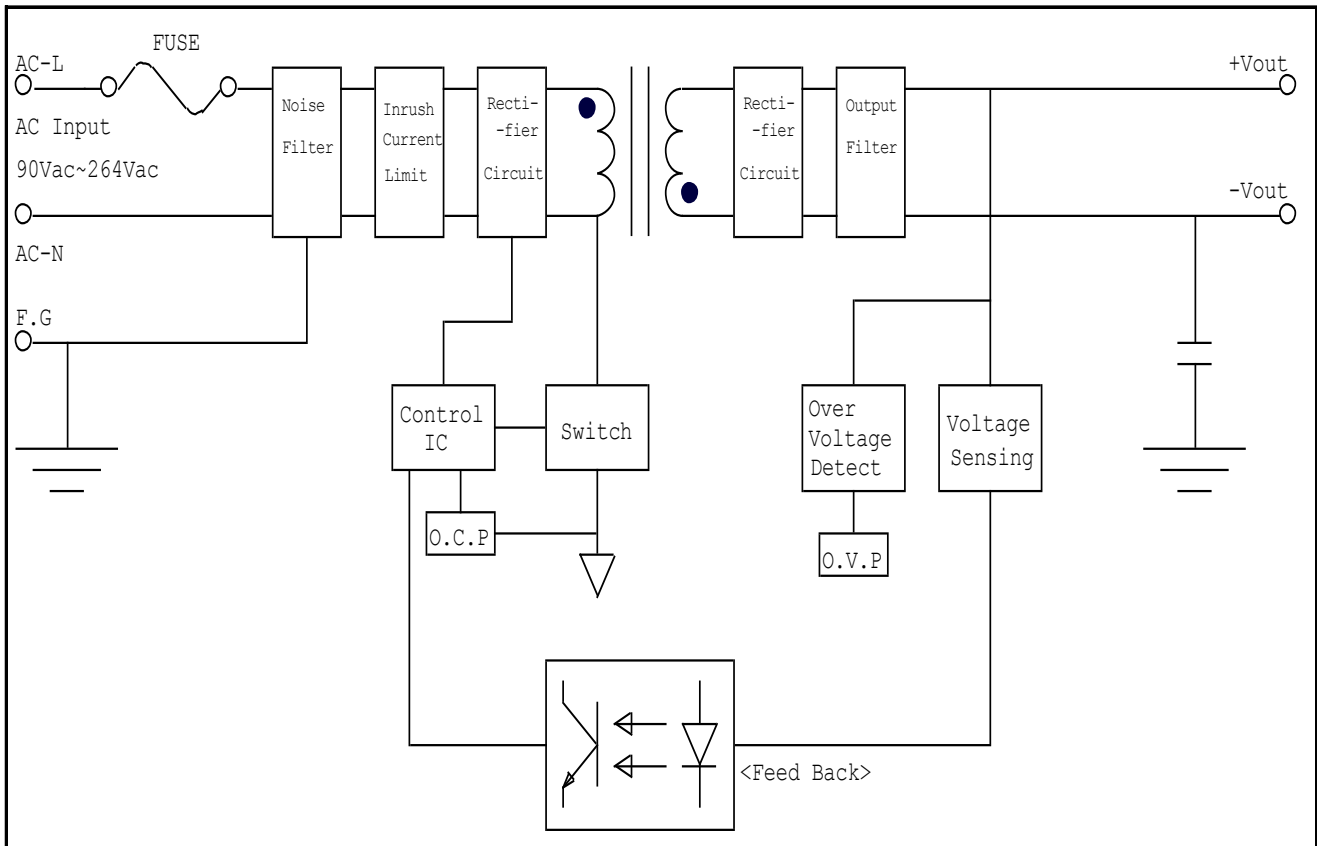 FUSE
AC-L
+Vout
Noise
Filter
Inrush
Current
Limit
Recti-
-fier
Circuit
Recti-
-fier
Circuit
Output
Filter
AC Input
90Vac~264Vac
-Vout
AC-N
F.G
Control
IC
Switch
Over
Voltage
Detect
Voltage
Sensing
O.C.P
O.V.P
<Feed Back>